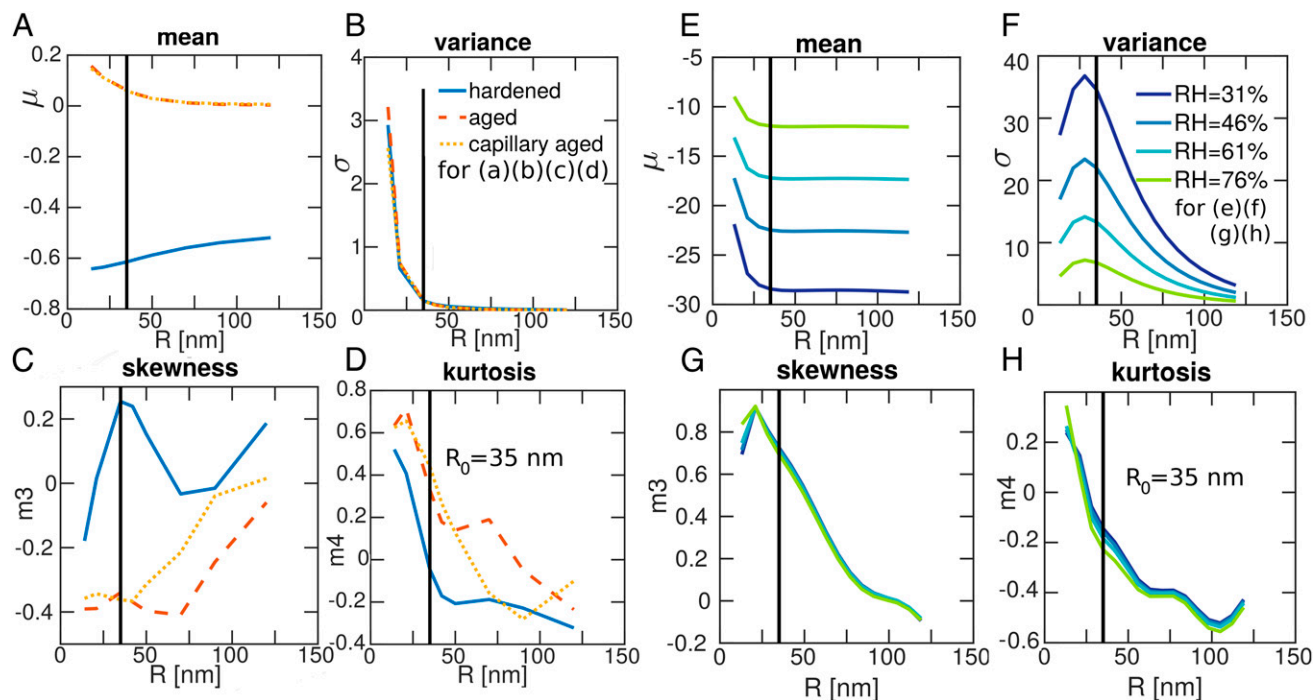 A
mean
0.2
0
-0.2
-0.4
-0.6
-0.8
μ
0
50
100
150
R [nm]
B
variance
4
3
2
1
0
σ
hardened
aged
capillary aged
for (a)(b)(c)(d)
0
50
100
150
R [nm]
E
mean
-5
-10
-15
-20
-25
-30
μ
0
50
100
150
R [nm]
F
variance
40
30
20
10
σ
RH=31%
RH=46%
RH=61%
RH=76%
for (e)(f)
(g)(h)
0
50
100
150
R [nm]
C
skewness
0.2
0
-0.2
-0.4
m3
0
50
100
150
R [nm]
D
kurtosis
0.8
0.6
0.4
0
-0.2
m4
R0=35 nm
0
50
100
150
R [nm]
G
skewness
0.8
0.6
0.4
0.2
0
-0.2
m3
0
50
100
150
R [nm]
H
kurtosis
0.2
0
-0.2
-0.4
-0.6
m4
R0=35 nm
0
50
100
150
R [nm]